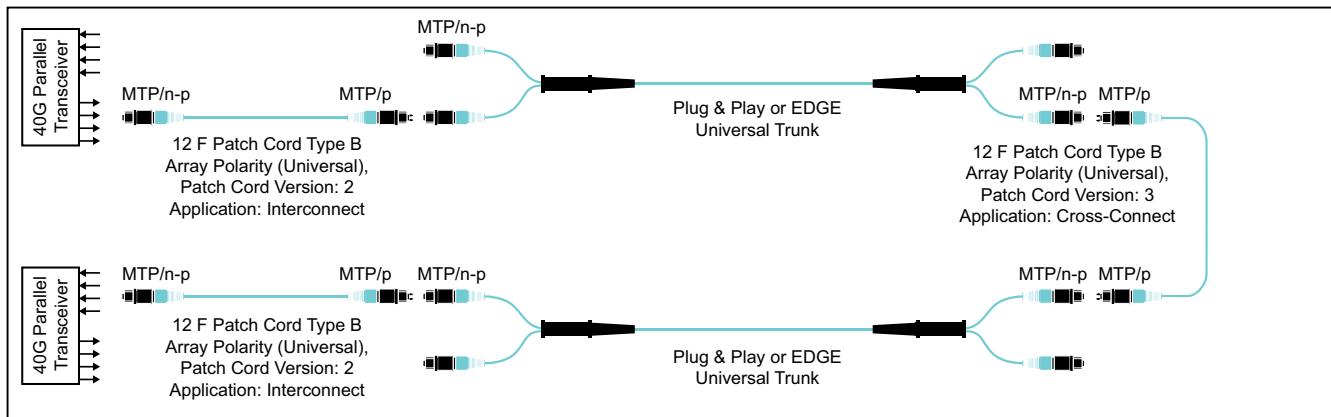 40G Parallel
Transceiver
MTP/n-p
MTP/p
12 F Patch Cord Type B
Array Polarity (Universal),
Patch Cord Version: 2
Application: Interconnect
MTP/n-p
Plug & Play or EDGE
Universal Trunk
MTP/n-p
MTP/p
12 F Patch Cord Type B
Array Polarity (Universal),
Patch Cord Version: 3
Application: Cross-Connect
40G Parallel
Transceiver
MTP/n-p
MTP/p
MTP/n-p
12 F Patch Cord Type B
Array Polarity (Universal),
Patch Cord Version: 2
Application: Interconnect
Plug & Play or EDGE
Universal Trunk
MTP/n-p
MTP/p